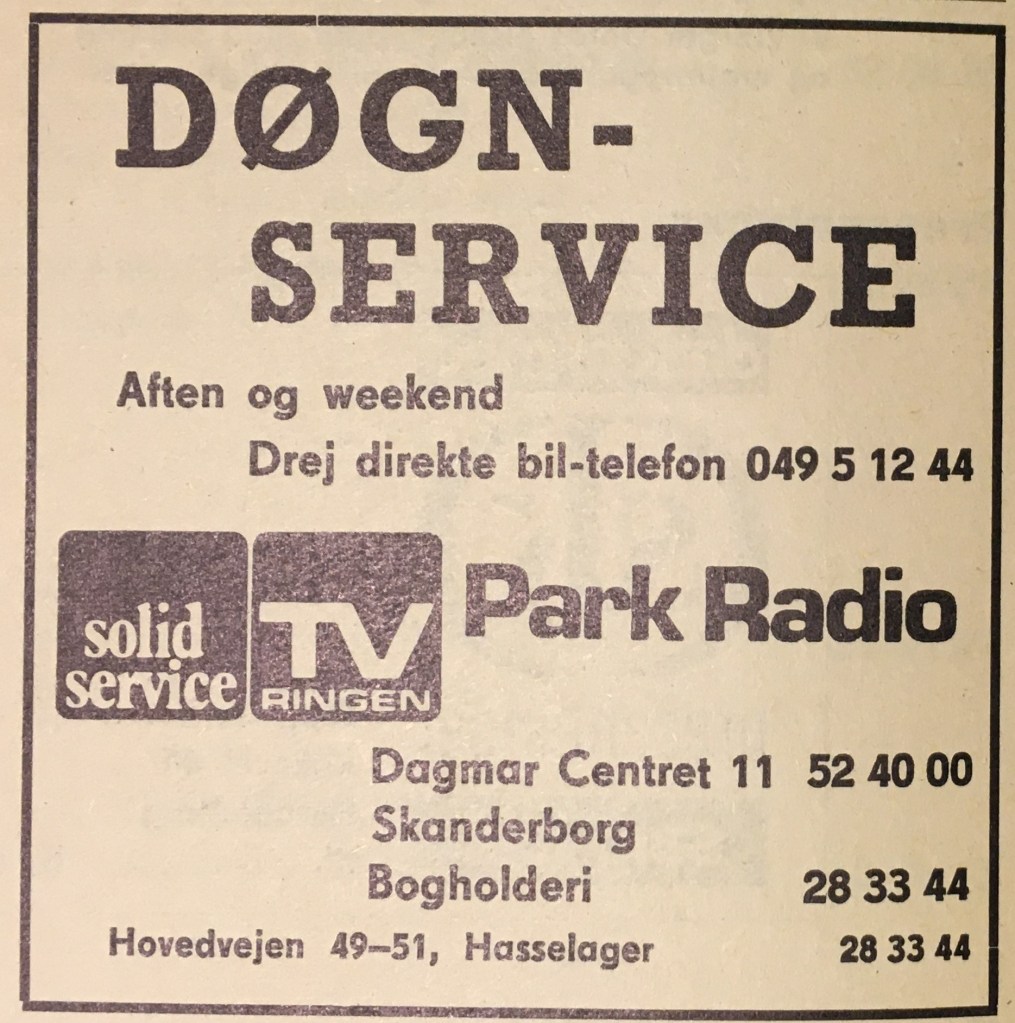 DØGN-
SERVICE
Aften og weekend
Drej direkte bil-telefon 049 5 12 44
solid
service
TV
RINGEN
Park Radio
Dagmar Centret 11 52 40 00
Skanderborg
Bogholderi 28 33 44
Hovedvejen 49–51, Hasselager 28 33 44